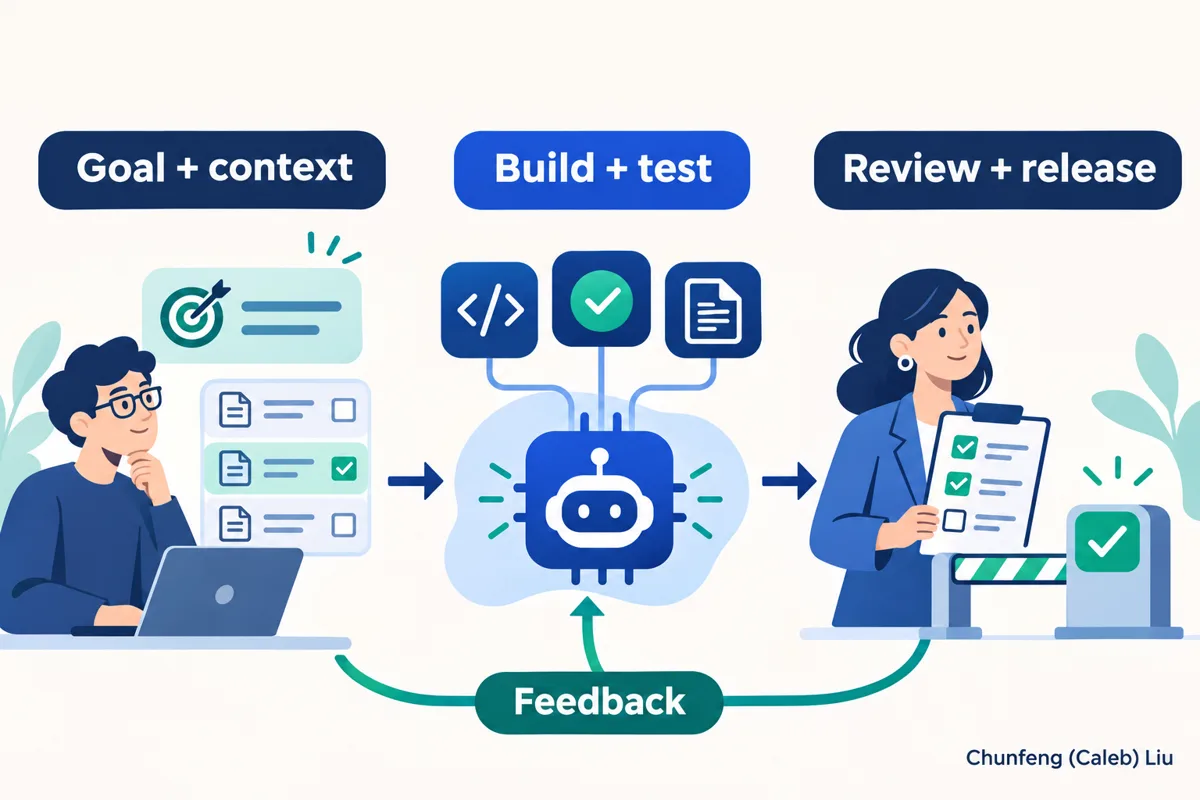 Goal + context
Build + test
Review + release
</>
Feedback
Chunfeng (Caleb) Liu